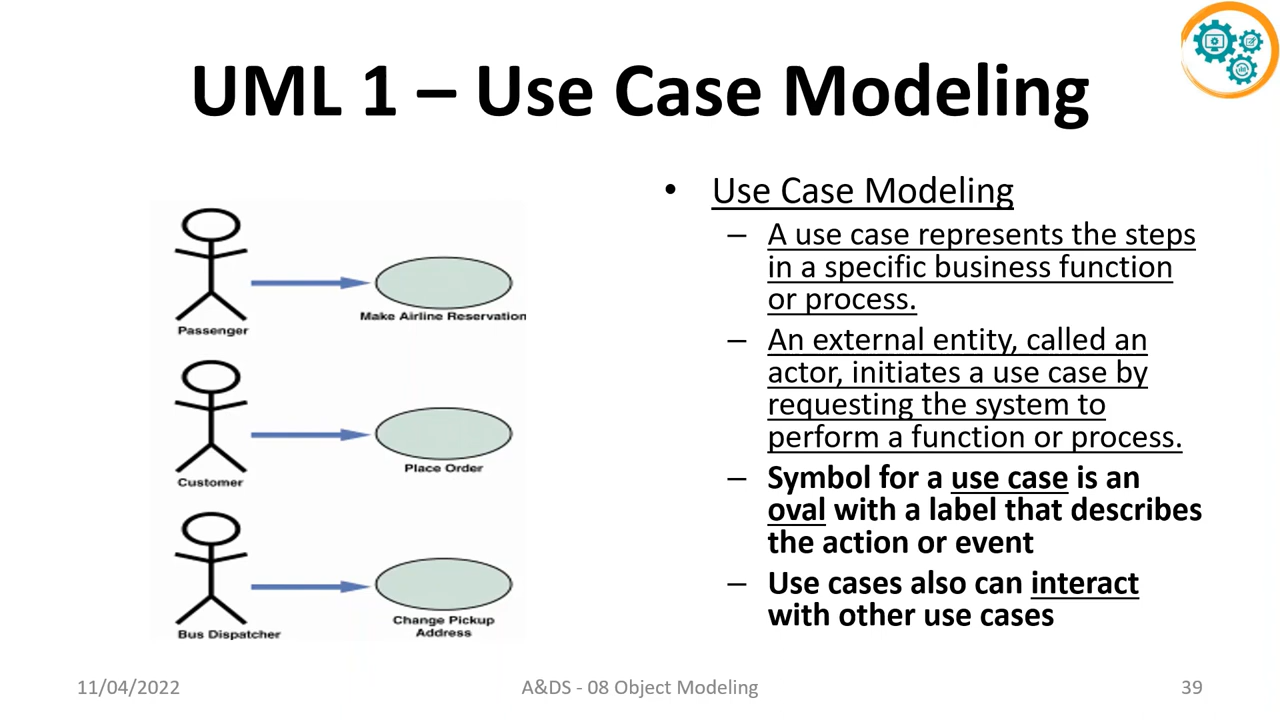 UML 1 – Use Case Modeling
Passenger
Make Airline Reservation
Customer
Place Order
Bus Dispatcher
Change Pickup
Address
• Use Case Modeling
– A use case represents the steps
in a specific business function
or process.
– An external entity, called an
actor, initiates a use case by
requesting the system to
perform a function or process.
– Symbol for a use case is an
oval with a label that describes
the action or event
– Use cases also can interact
with other use cases
11/04/2022
A&DS - 08 Object Modeling
39